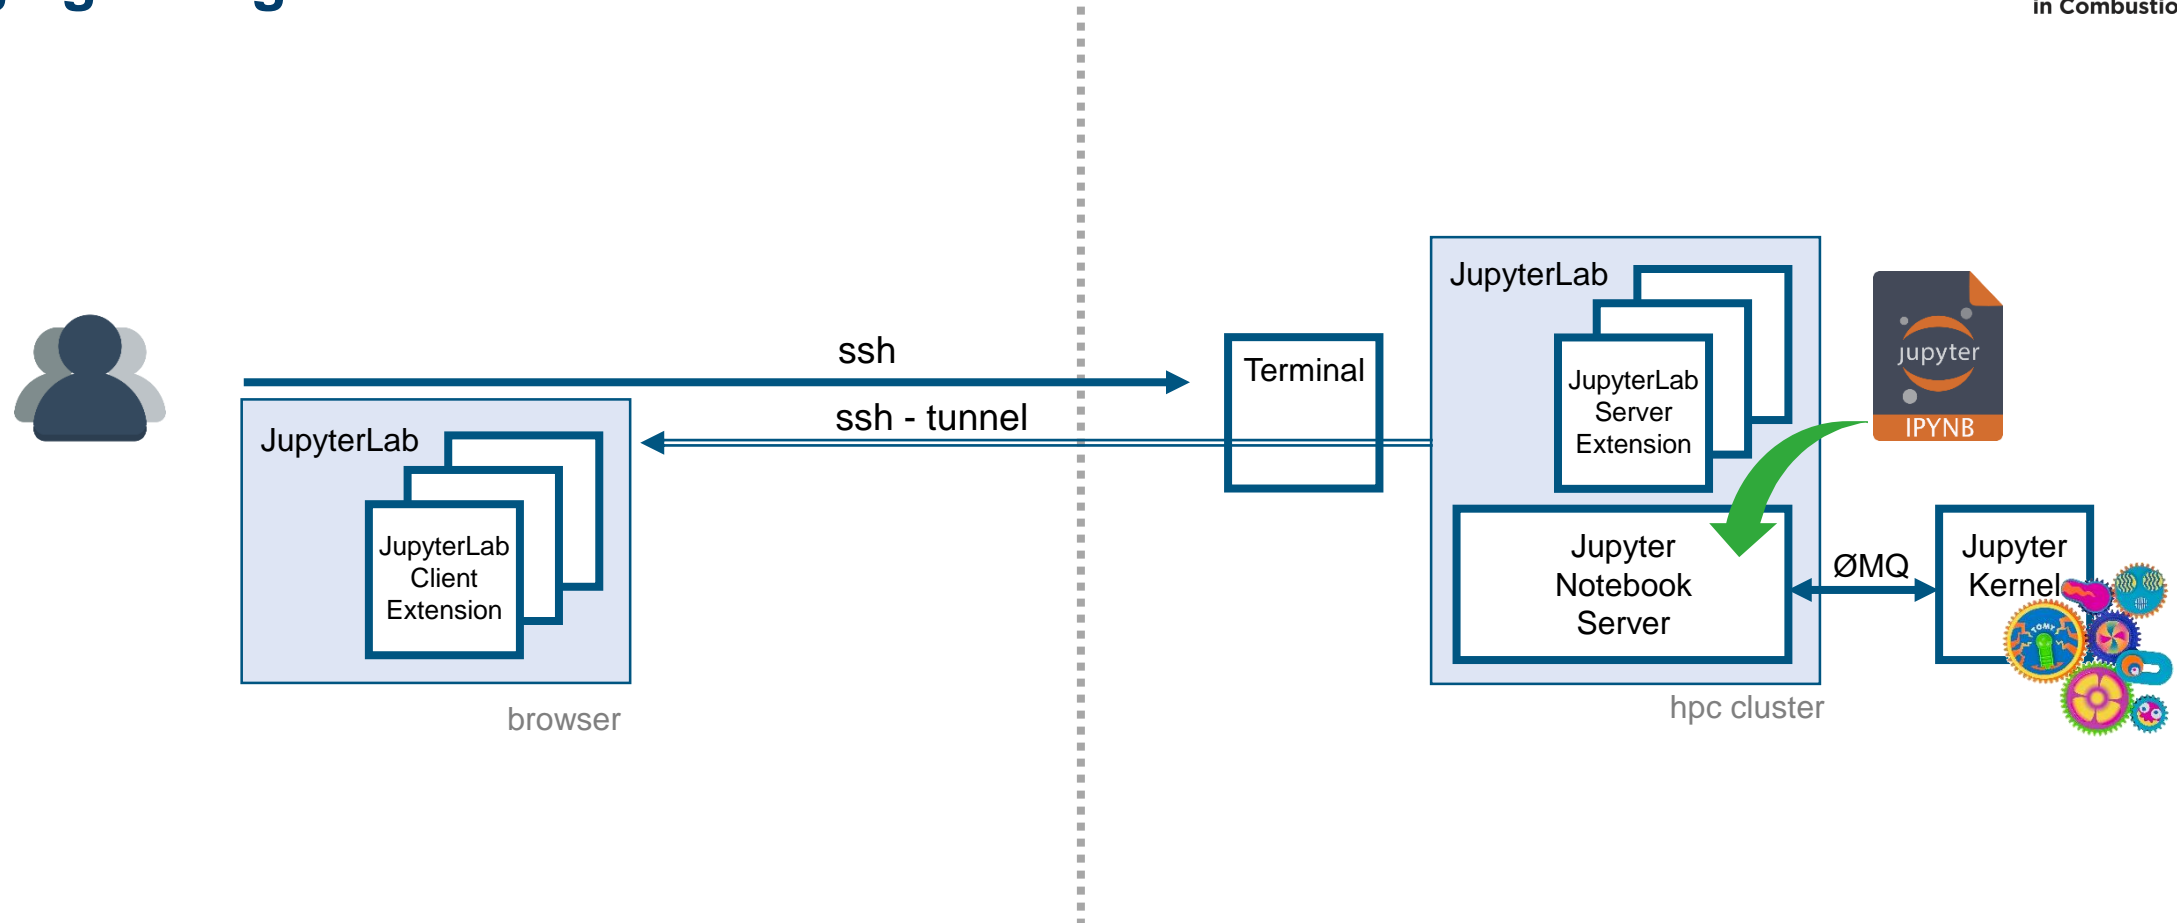 in Combustio
ssh
ssh - tunnel
JupyterLab
JupyterLab
Client
Extension
browser
Terminal
JupyterLab
JupyterLab
Server
Extension
Jupyter
Notebook
Server
hpc cluster
jupyter
IPYNB
ØMQ
Jupyter
Kernel
TOMY